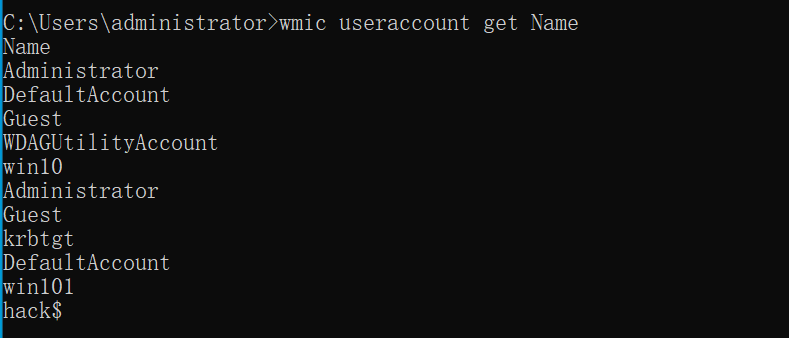 C:\Users\administrator>wmic useraccount get Name
Name
Administrator
DefaultAccount
Guest
WDAGUtilityAccount
win10
Administrator
Guest
krbtgt
DefaultAccount
win101
hack$